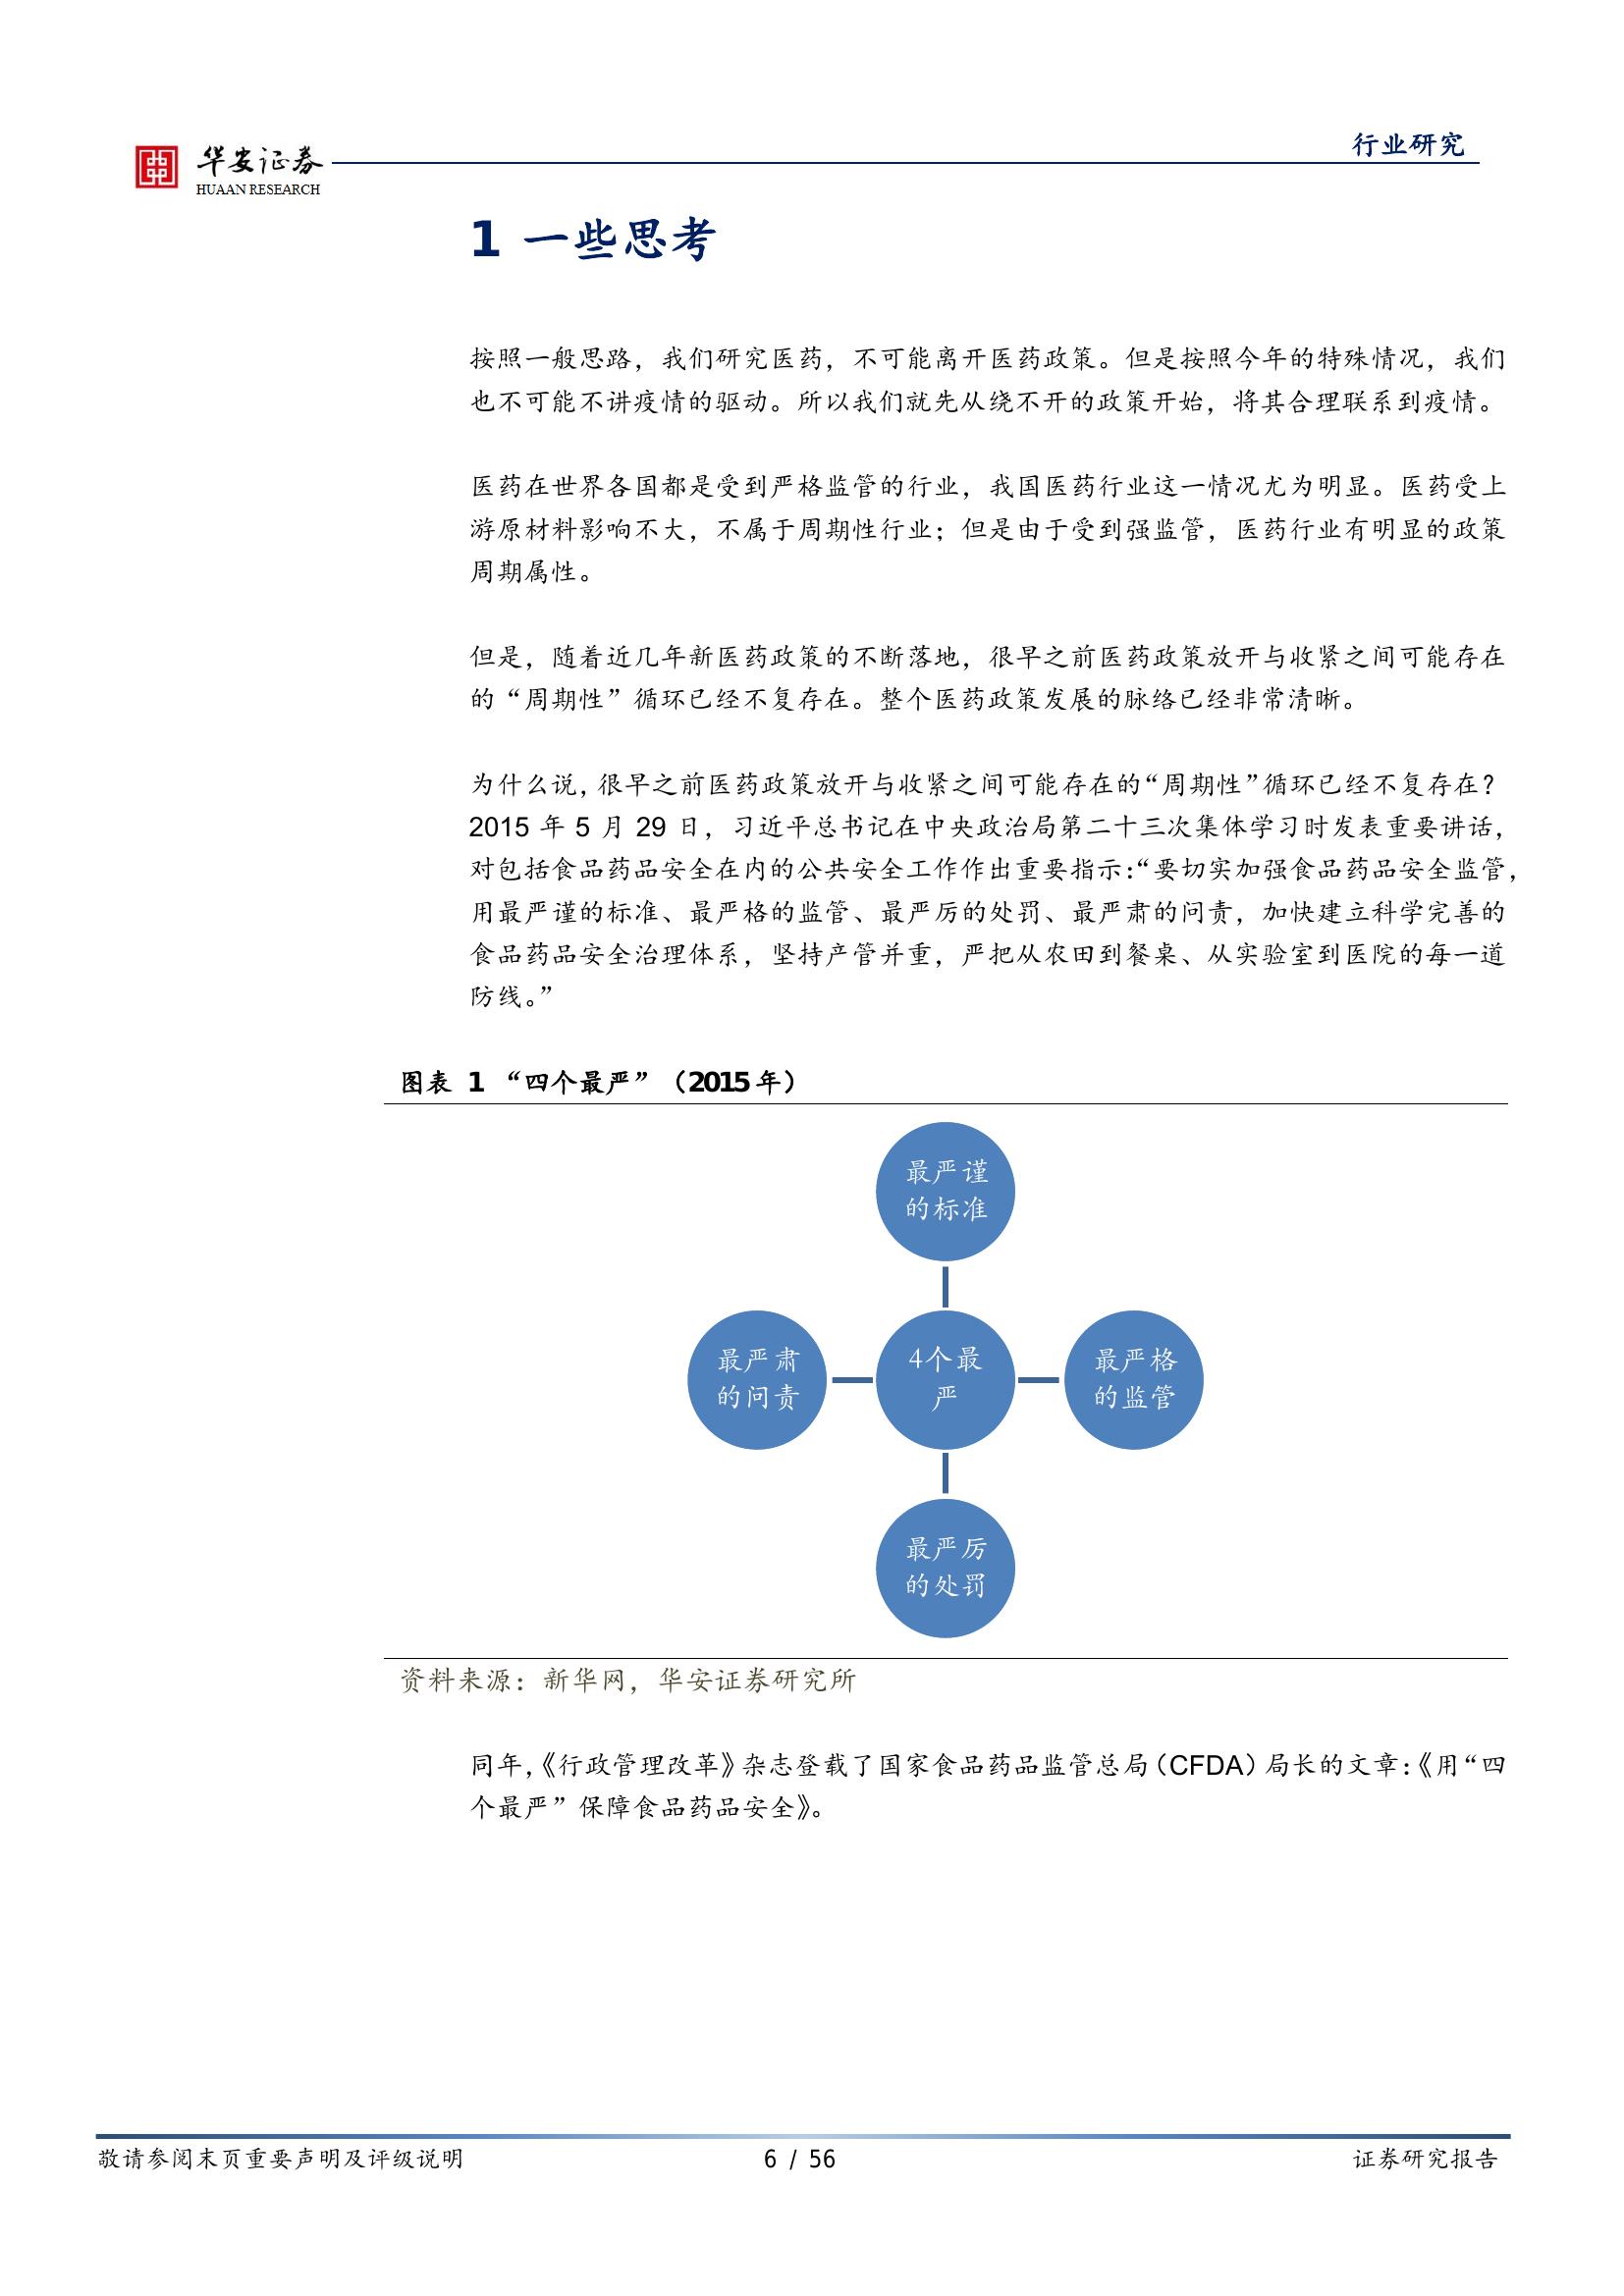 行业研究
华安证券
HUAAN RESEARCH
1 一些思考
按照一般思路，我们研究医药，不可能离开医药政策。但是按照今年的特殊情况，我们
也不可能不讲疫情的驱动。所以我们就先从绕不开的政策开始，将其合理联系到疫情。
医药在世界各国都是受到严格监管的行业，我国医药行业这一情况尤为明显。医药受上
游原材料影响不大，不属于周期性行业；但是由于受到强监管，医药行业有明显的政策
周期属性。
但是，随着近几年新医药政策的不断落地，很早之前医药政策放开与收紧之间可能存在
的“周期性”循环已经不复存在。整个医药政策发展的脉络已经非常清晰。
为什么说，很早之前医药政策放开与收紧之间可能存在的“周期性”循环已经不复存在？
2015 年 5 月 29 日，习近平总书记在中央政治局第二十三次集体学习时发表重要讲话，
对包括食品药品安全在内的公共安全工作作出重要指示：“要切实加强食品药品安全监管，
用最严谨的标准、最严格的监管、最严厉的处罚、最严肃的问责，加快建立科学完善的
食品药品安全治理体系，坚持产管并重，严把从农田到餐桌、从实验室到医院的每一道
防线。”
图表 1 “四个最严”（2015 年）
最严谨
的标准
最严肃
的问责
4个最
严
最严格
的监管
最严厉
的处罚
资料来源：新华网，华安证券研究所
同年，《行政管理改革》杂志登载了国家食品药品监管总局（CFDA）局长的文章：《用“四
个最严”保障食品药品安全》。
敬请参阅末页重要声明及评级说明
6 / 56
证券研究报告